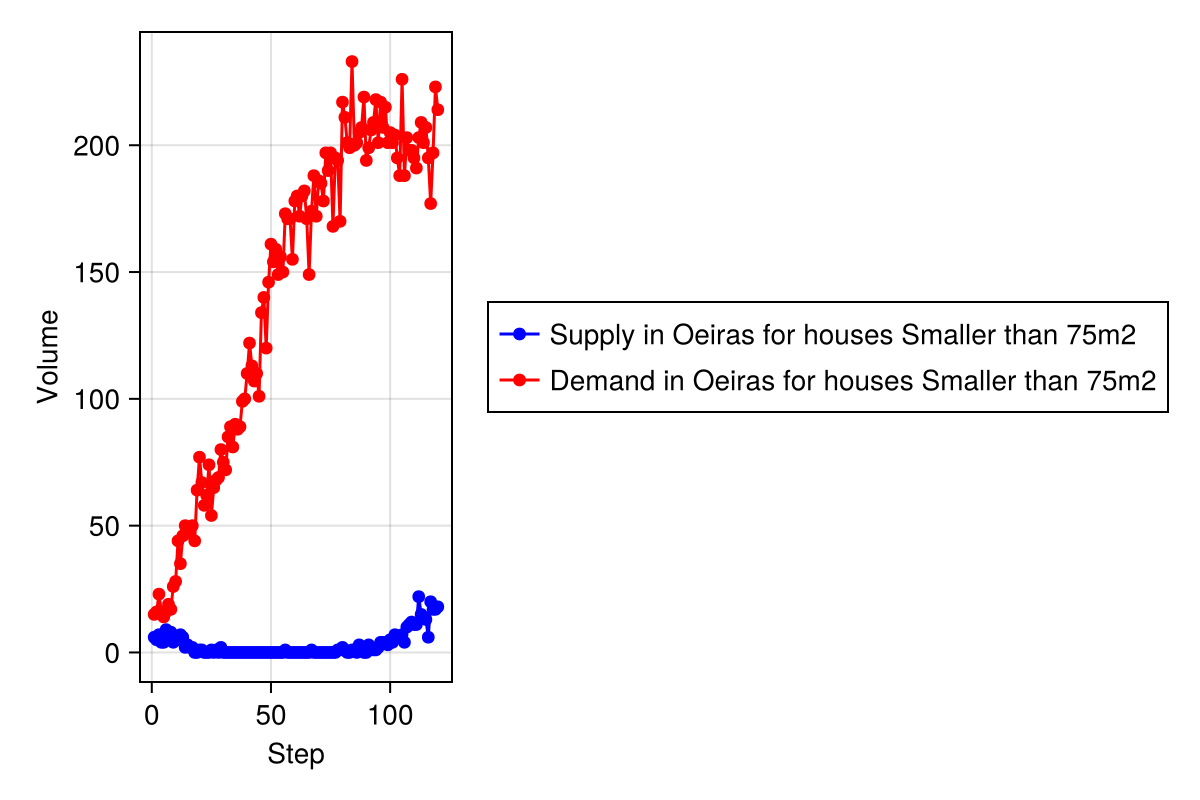 Volume
200
150
100
50
0
0 50 100
Step
Supply in Oeiras for houses Smaller than 75m2
Demand in Oeiras for houses Smaller than 75m2